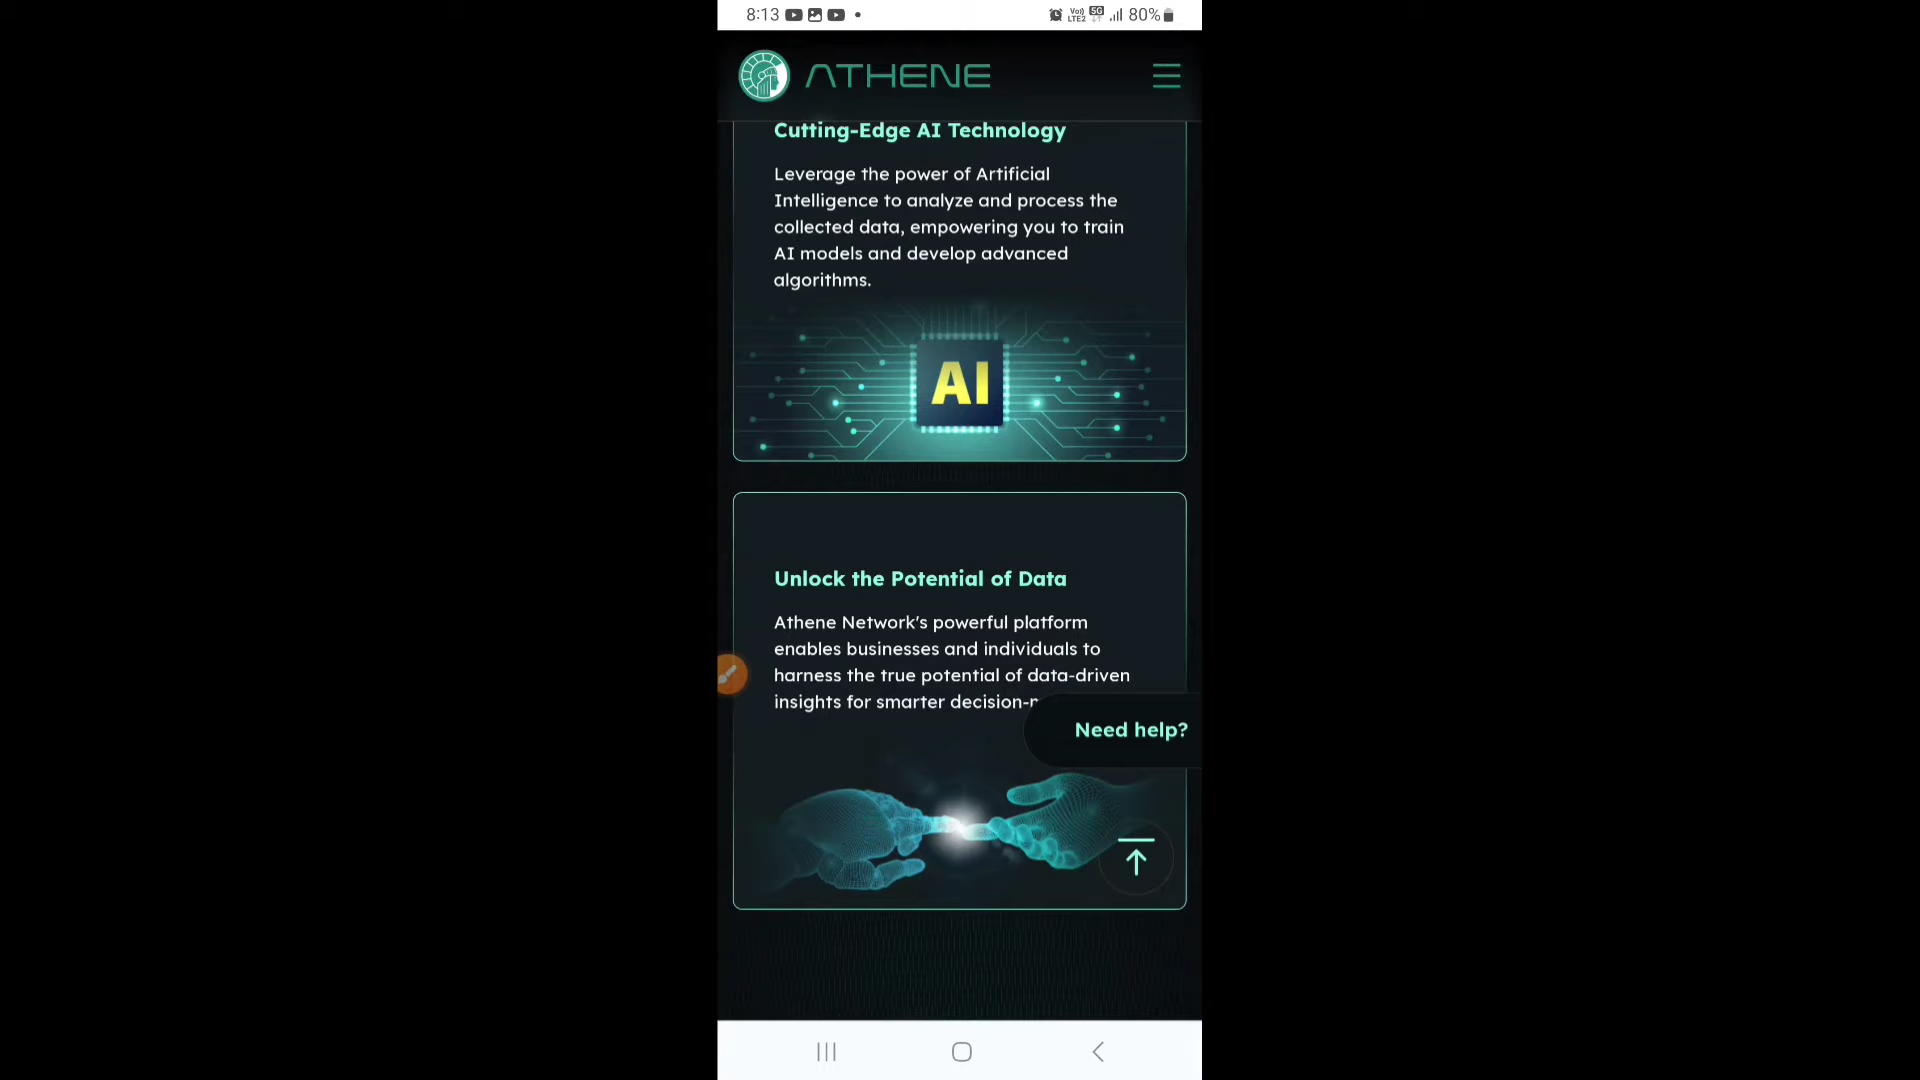 8:13
Vo))
LTE2
5G
80%
ATHENE
Cutting-Edge AI Technology
Leverage the power of Artificial
Intelligence to analyze and process the
collected data, empowering you to train
AI models and develop advanced
algorithms.
AI
Unlock the Potential of Data
Athene Network's powerful platform
enables businesses and individuals to
harness the true potential of data-driven
insights for smarter
Need help?